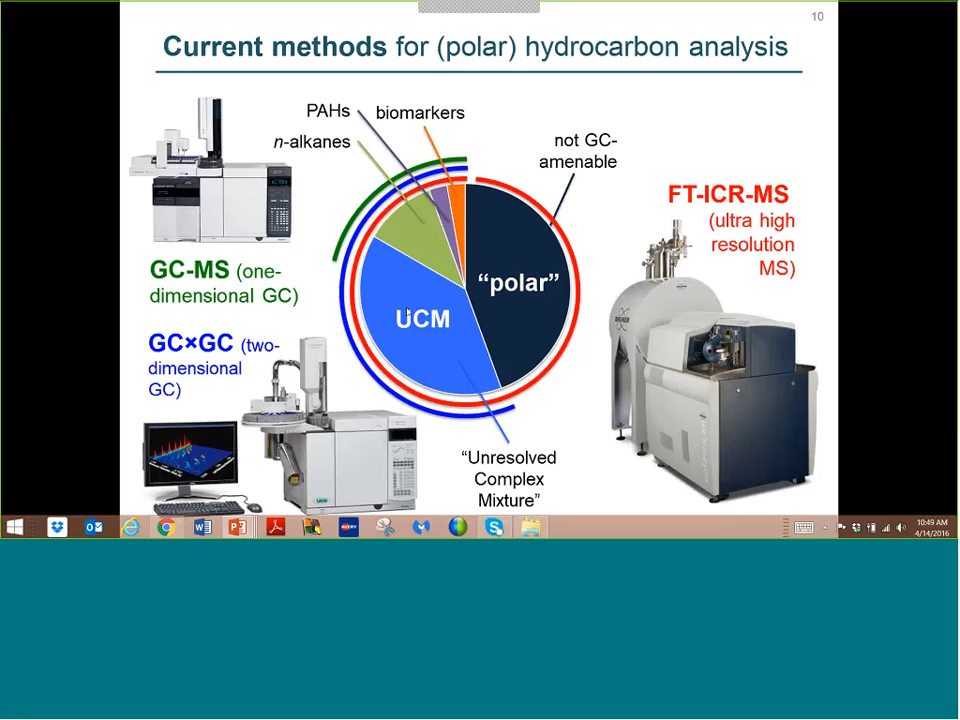 10
Current methods for (polar) hydrocarbon analysis
PAHs
biomarkers
n-alkanes
not GC-
amenable
FT-ICR-MS
(ultra high
resolution
MS)
GC-MS (one-
dimensional GC)
"polar"
UCM
GC×GC (two-
dimensional
GC)
BRUKER
"Unresolved
Complex
Mixture"
AVERY
10:49 AM
4/14/2016